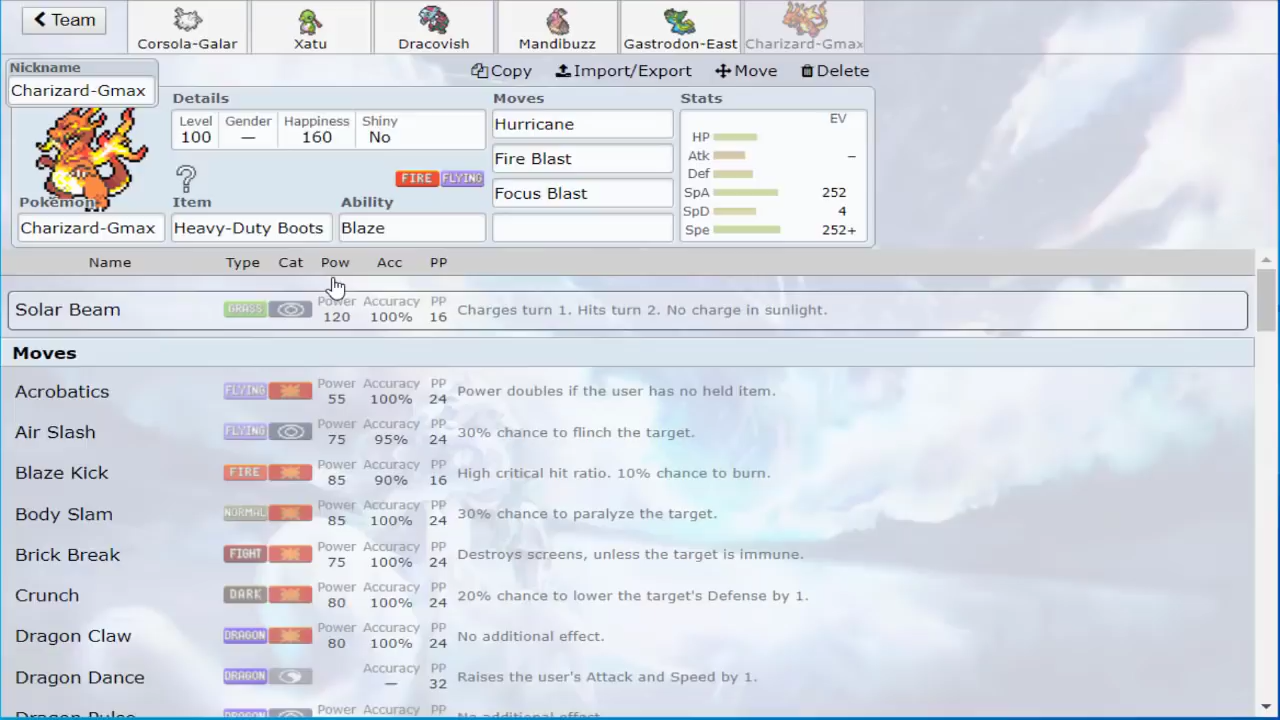 Team
Corsola-Galar
Xatu
Dracovish
Mandibuzz
Gastrodon-East
Charizard-Gmax
Nickname
Charizard-Gmax
Copy
Import/Export
Move
Delete
Details
Level
100
Gender
—
Happiness
160
Shiny
No
FIRE FLYING
Pokémon
Charizard-Gmax
Item
Heavy-Duty Boots
Ability
Blaze
Moves
Hurricane
Fire Blast
Focus Blast
Stats
EV
HP
Atk –
Def
SpA 252
SpD 4
Spe 252+
Name Type Cat Pow Acc PP
Solar Beam GRASS Power 120 Accuracy 100% PP 16 Charges turn 1. Hits turn 2. No charge in sunlight.
Moves
Acrobatics FLYING Power 55 Accuracy 100% PP 24 Power doubles if the user has no held item.
Air Slash FLYING Power 75 Accuracy 95% PP 24 30% chance to flinch the target.
Blaze Kick FIRE Power 85 Accuracy 90% PP 16 High critical hit ratio. 10% chance to burn.
Body Slam NORMAL Power 85 Accuracy 100% PP 24 30% chance to paralyze the target.
Brick Break FIGHT Power 75 Accuracy 100% PP 24 Destroys screens, unless the target is immune.
Crunch DARK Power 80 Accuracy 100% PP 24 20% chance to lower the target's Defense by 1.
Dragon Claw DRAGON Power 80 Accuracy 100% PP 24 No additional effect.
Dragon Dance DRAGON Accuracy — PP 32 Raises the user's Attack and Speed by 1.
Dragon Pulse DRAGON Power Accuracy PP No additional effect.